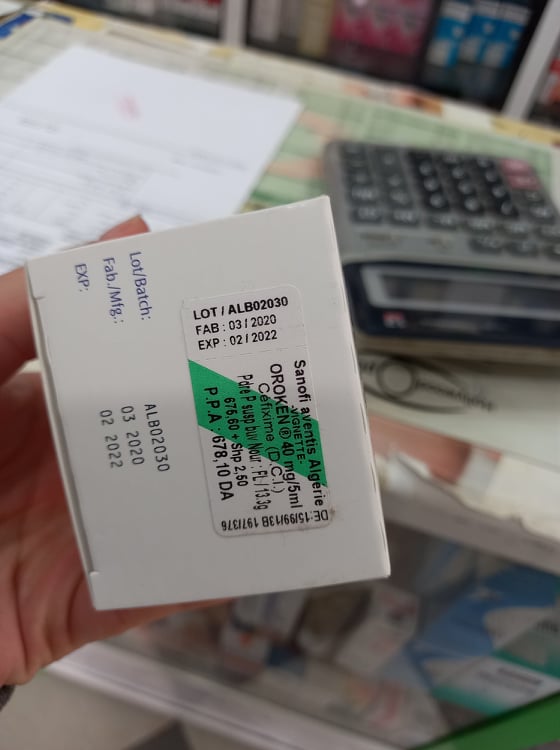 Lot/Batch:
Fab./Mfg.:
EXP:
ALB02030
03 2020
02 2022
LOT / ALB02030
FAB : 03 / 2020
EXP : 02 / 2022
Sanofi aventis Algerie
VIGNETTE
OROKEN ® 40 mg/5ml
Céfixime (D.C.I.)
Pdre P susp buv Nour : FL / 13.3g
676.60 + Shp 2.50
P.P.A : 678,10 DA
DE:15/99/13B 197/376